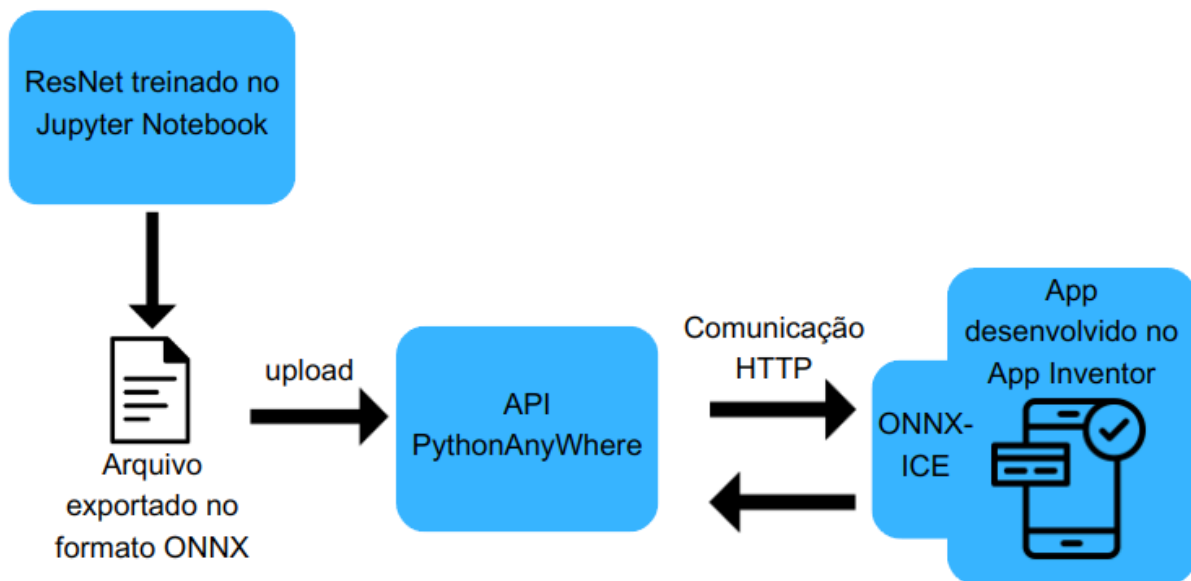 ResNet treinado no
Jupyter Notebook
Arquivo
exportado no
formato ONNX
upload
API
PythonAnyWhere
Comunicação
HTTP
ONNX-
ICE
App
desenvolvido no
App Inventor